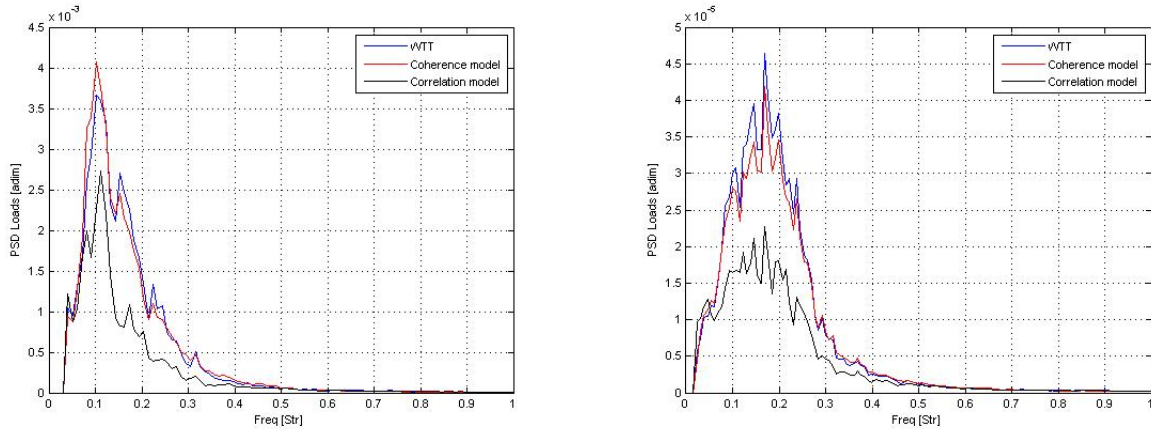 x 10⁻³
4.5
4
3.5
3
2.5
2
1.5
1
0.5
0
PSD Loads [adim]
WTT
Coherence model
Correlation model
0 0.1 0.2 0.3 0.4 0.5 0.6 0.7 0.8 0.9 1
Freq [Str]
x 10⁻⁵
5
4.5
4
3.5
3
2.5
2
1.5
1
0.5
0
PSD Loads [adim]
WTT
Coherence model
Correlation model
0 0.1 0.2 0.3 0.4 0.5 0.6 0.7 0.8 0.9 1
Freq [Str]